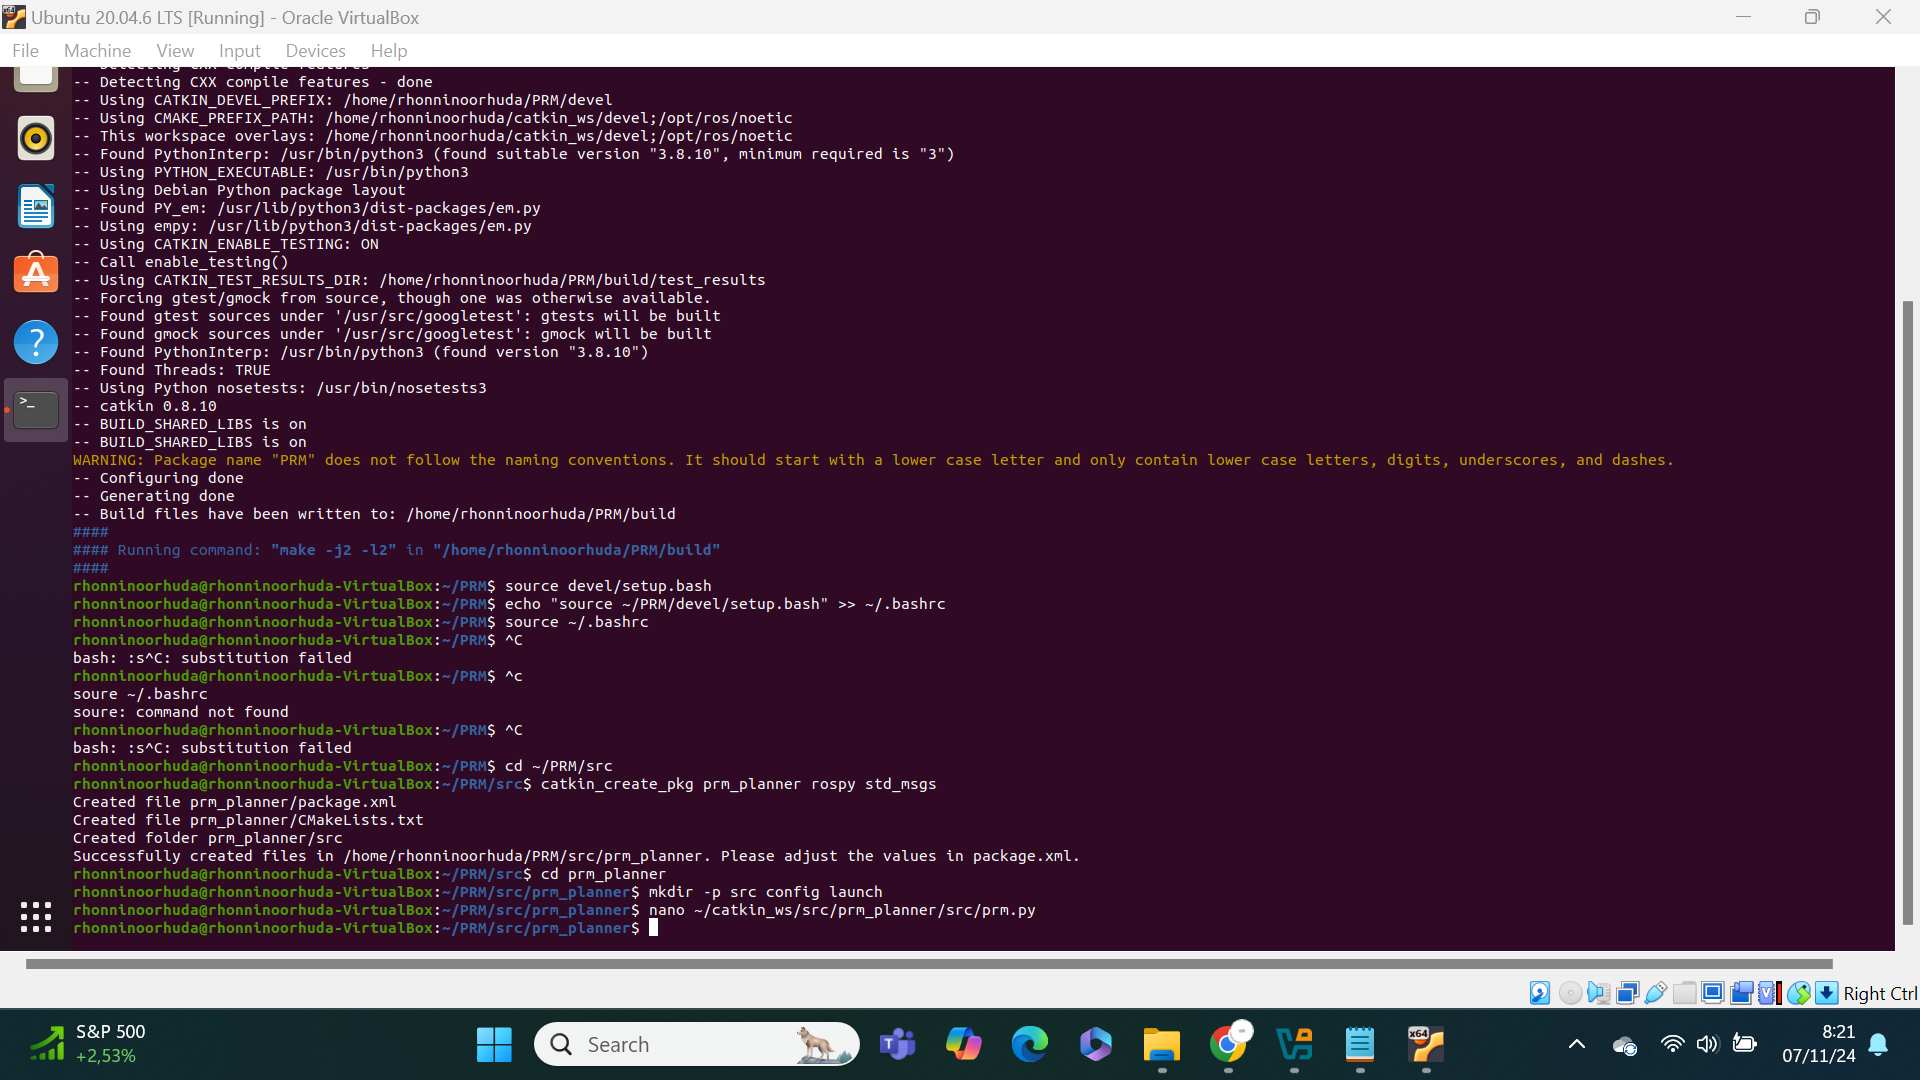 Ubuntu 20.04.6 LTS [Running] - Oracle VirtualBox
File Machine View Input Devices Help
-- Detecting CXX compile features
-- Detecting CXX compile features - done
-- Using CATKIN_DEVEL_PREFIX: /home/rhonninoorhuda/PRM/devel
-- Using CMAKE_PREFIX_PATH: /home/rhonninoorhuda/catkin_ws/devel;/opt/ros/noetic
-- This workspace overlays: /home/rhonninoorhuda/catkin_ws/devel;/opt/ros/noetic
-- Found PythonInterp: /usr/bin/python3 (found suitable version "3.8.10", minimum required is "3")
-- Using PYTHON_EXECUTABLE: /usr/bin/python3
-- Using Debian Python package layout
-- Found PY_em: /usr/lib/python3/dist-packages/em.py
-- Using empy: /usr/lib/python3/dist-packages/em.py
-- Using CATKIN_ENABLE_TESTING: ON
-- Call enable_testing()
-- Using CATKIN_TEST_RESULTS_DIR: /home/rhonninoorhuda/PRM/build/test_results
-- Forcing gtest/gmock from source, though one was otherwise available.
-- Found gtest sources under '/usr/src/googletest': gtests will be built
-- Found gmock sources under '/usr/src/googletest': gmock will be built
-- Found PythonInterp: /usr/bin/python3 (found version "3.8.10")
-- Found Threads: TRUE
-- Using Python nosetests: /usr/bin/nosetests3
-- catkin 0.8.10
-- BUILD_SHARED_LIBS is on
-- BUILD_SHARED_LIBS is on
WARNING: Package name "PRM" does not follow the naming conventions. It should start with a lower case letter and only contain lower case letters, digits, underscores, and dashes.
-- Configuring done
-- Generating done
-- Build files have been written to: /home/rhonninoorhuda/PRM/build
####
#### Running command: "make -j2 -l2" in "/home/rhonninoorhuda/PRM/build"
####
rhonninoorhuda@rhonninoorhuda-VirtualBox:~/PRM$ source devel/setup.bash
rhonninoorhuda@rhonninoorhuda-VirtualBox:~/PRM$ echo "source ~/PRM/devel/setup.bash" >> ~/.bashrc
rhonninoorhuda@rhonninoorhuda-VirtualBox:~/PRM$ source ~/.bashrc
rhonninoorhuda@rhonninoorhuda-VirtualBox:~/PRM$ ^C
bash: :s^C: substitution failed
rhonninoorhuda@rhonninoorhuda-VirtualBox:~/PRM$ ^c
soure ~/.bashrc
soure: command not found
rhonninoorhuda@rhonninoorhuda-VirtualBox:~/PRM$ ^C
bash: :s^C: substitution failed
rhonninoorhuda@rhonninoorhuda-VirtualBox:~/PRM$ cd ~/PRM/src
rhonninoorhuda@rhonninoorhuda-VirtualBox:~/PRM/src$ catkin_create_pkg prm_planner rospy std_msgs
Created file prm_planner/package.xml
Created file prm_planner/CMakeLists.txt
Created folder prm_planner/src
Successfully created files in /home/rhonninoorhuda/PRM/src/prm_planner. Please adjust the values in package.xml.
rhonninoorhuda@rhonninoorhuda-VirtualBox:~/PRM/src$ cd prm_planner
rhonninoorhuda@rhonninoorhuda-VirtualBox:~/PRM/src/prm_planner$ mkdir -p src config launch
rhonninoorhuda@rhonninoorhuda-VirtualBox:~/PRM/src/prm_planner$ nano ~/catkin_ws/src/prm_planner/src/prm.py
rhonninoorhuda@rhonninoorhuda-VirtualBox:~/PRM/src/prm_planner$
Right Ctrl
S&P 500
+2,53%
Search
x64
8:21
07/11/24